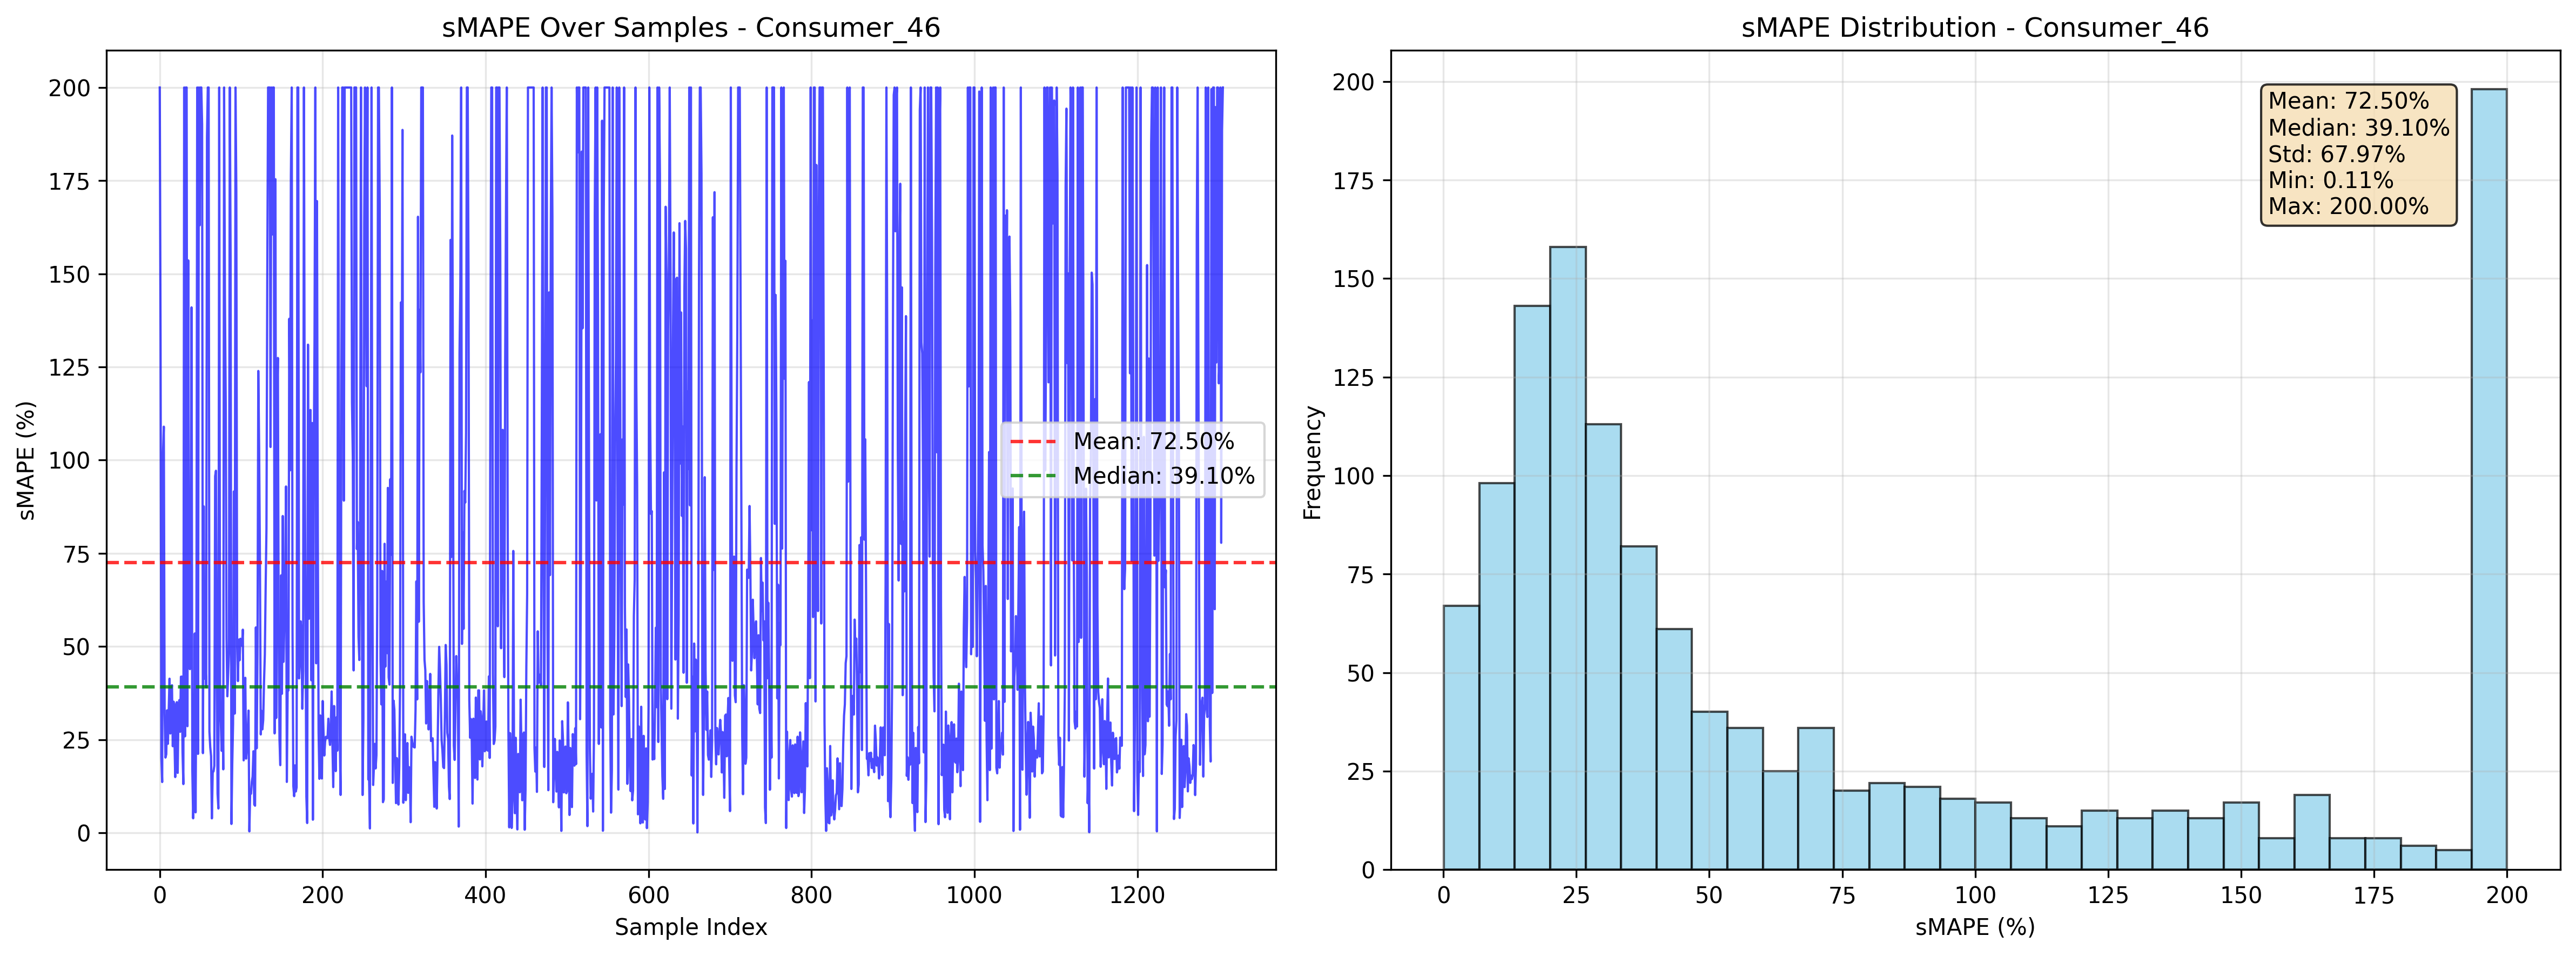 sMAPE Over Samples - Consumer_46
200
175
150
125
100
75
50
25
0
sMAPE (%)
Mean: 72.50%
Median: 39.10%
0 200 400 600 800 1000 1200
Sample Index
sMAPE Distribution - Consumer_46
200
175
150
125
100
75
50
25
0
Frequency
Mean: 72.50%
Median: 39.10%
Std: 67.97%
Min: 0.11%
Max: 200.00%
0 25 50 75 100 125 150 175 200
sMAPE (%)